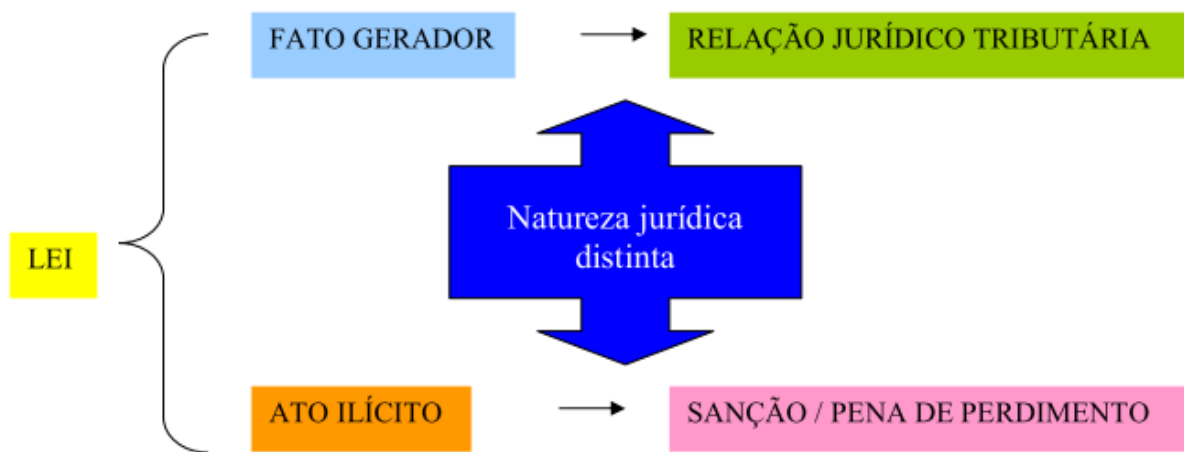 FATO GERADOR
RELAÇÃO JURÍDICO TRIBUTÁRIA
Natureza jurídica
distinta
LEI
ATO ILÍCITO
SANÇÃO / PENA DE PERDIMENTO